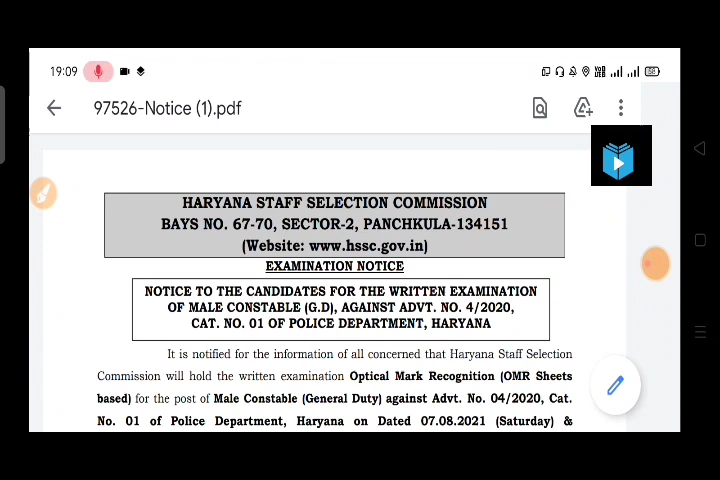 19:09
VoD
LTE
58
97526-Notice (1).pdf
HARYANA STAFF SELECTION COMMISSION
BAYS NO. 67-70, SECTOR-2, PANCHKULA-134151
(Website: www.hssc.gov.in)
EXAMINATION NOTICE
NOTICE TO THE CANDIDATES FOR THE WRITTEN EXAMINATION
OF MALE CONSTABLE (G.D), AGAINST ADVT. NO. 4/2020,
CAT. NO. 01 OF POLICE DEPARTMENT, HARYANA
It is notified for the information of all concerned that Haryana Staff Selection
Commission will hold the written examination Optical Mark Recognition (OMR Sheets
based) for the post of Male Constable (General Duty) against Advt. No. 04/2020, Cat.
No. 01 of Police Department, Haryana on Dated 07.08.2021 (Saturday) &